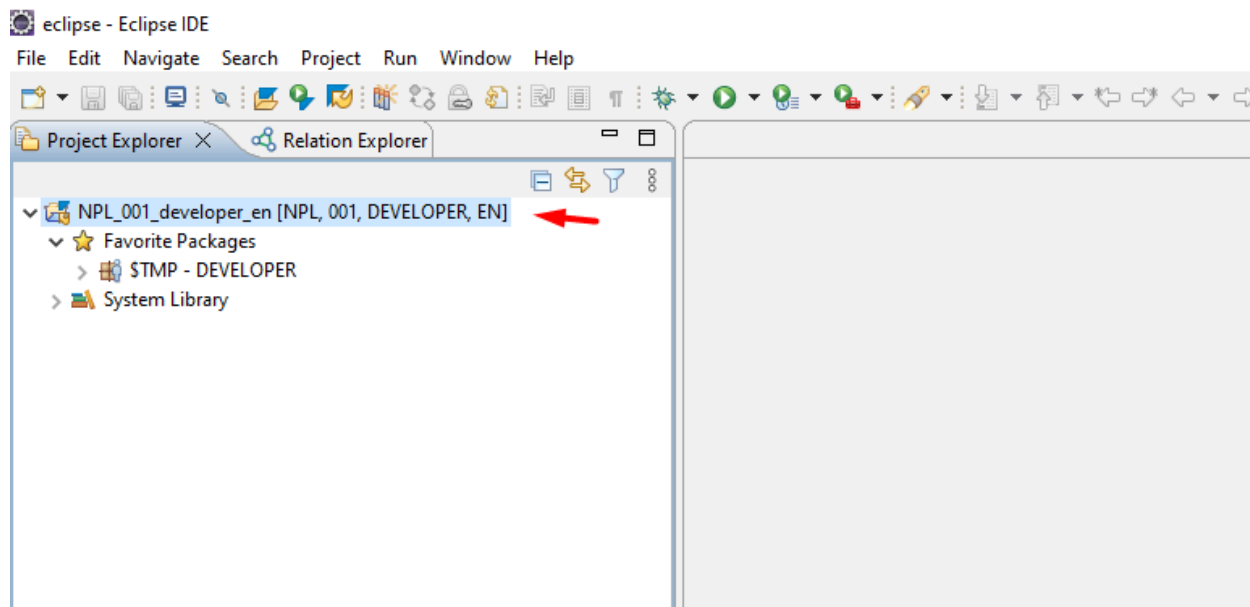 eclipse - Eclipse IDE
File Edit Navigate Search Project Run Window Help
Project Explorer Relation Explorer
NPL_001_developer_en [NPL, 001, DEVELOPER, EN]
Favorite Packages
$TMP - DEVELOPER
System Library